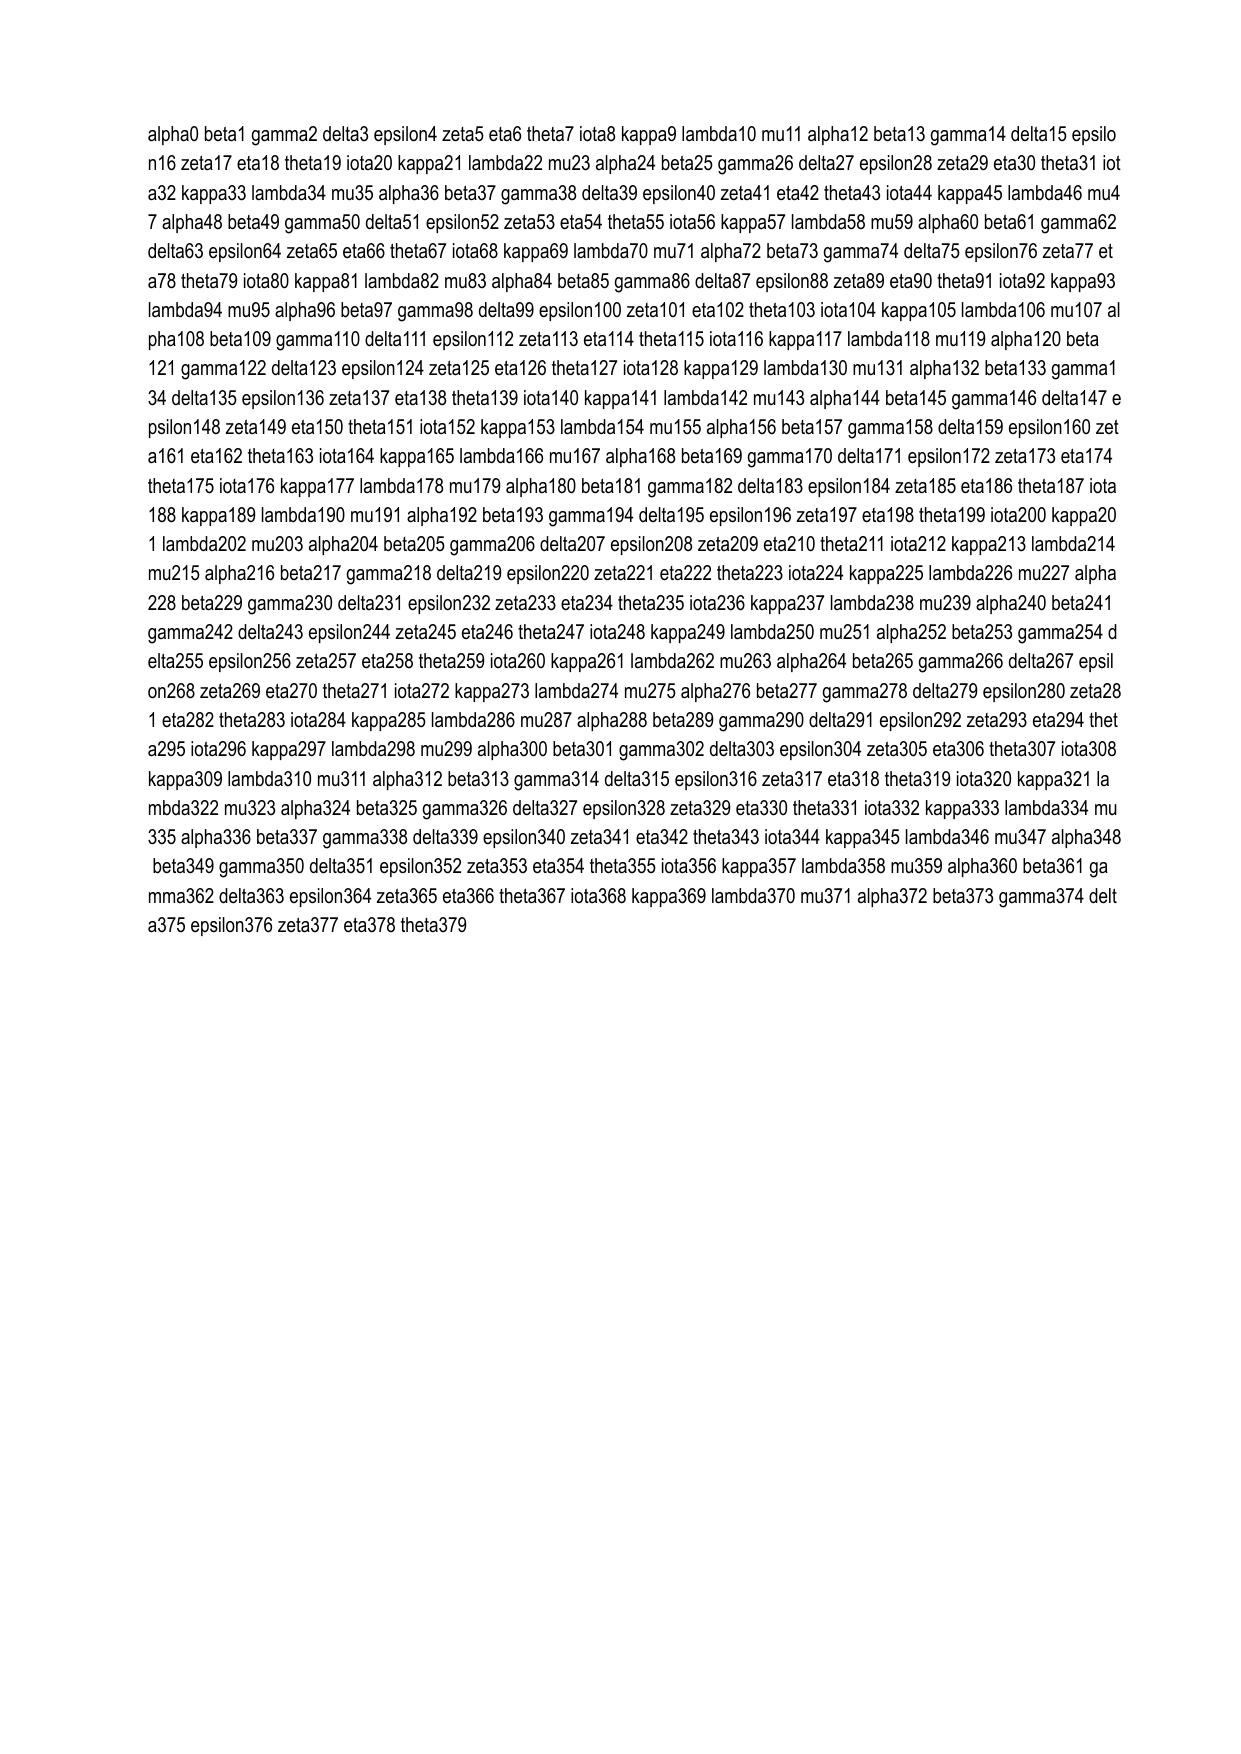 alpha0 beta1 gamma2 delta3 epsilon4 zeta5 eta6 theta7 iota8 kappa9 lambda10 mu11 alpha12 beta13 gamma14 delta15 epsilo
n16 zeta17 eta18 theta19 iota20 kappa21 lambda22 mu23 alpha24 beta25 gamma26 delta27 epsilon28 zeta29 eta30 theta31 iot
a32 kappa33 lambda34 mu35 alpha36 beta37 gamma38 delta39 epsilon40 zeta41 eta42 theta43 iota44 kappa45 lambda46 mu4
7 alpha48 beta49 gamma50 delta51 epsilon52 zeta53 eta54 theta55 iota56 kappa57 lambda58 mu59 alpha60 beta61 gamma62
delta63 epsilon64 zeta65 eta66 theta67 iota68 kappa69 lambda70 mu71 alpha72 beta73 gamma74 delta75 epsilon76 zeta77 et
a78 theta79 iota80 kappa81 lambda82 mu83 alpha84 beta85 gamma86 delta87 epsilon88 zeta89 eta90 theta91 iota92 kappa93
lambda94 mu95 alpha96 beta97 gamma98 delta99 epsilon100 zeta101 eta102 theta103 iota104 kappa105 lambda106 mu107 al
pha108 beta109 gamma110 delta111 epsilon112 zeta113 eta114 theta115 iota116 kappa117 lambda118 mu119 alpha120 beta
121 gamma122 delta123 epsilon124 zeta125 eta126 theta127 iota128 kappa129 lambda130 mu131 alpha132 beta133 gamma1
34 delta135 epsilon136 zeta137 eta138 theta139 iota140 kappa141 lambda142 mu143 alpha144 beta145 gamma146 delta147 e
psilon148 zeta149 eta150 theta151 iota152 kappa153 lambda154 mu155 alpha156 beta157 gamma158 delta159 epsilon160 zet
a161 eta162 theta163 iota164 kappa165 lambda166 mu167 alpha168 beta169 gamma170 delta171 epsilon172 zeta173 eta174
theta175 iota176 kappa177 lambda178 mu179 alpha180 beta181 gamma182 delta183 epsilon184 zeta185 eta186 theta187 iota
188 kappa189 lambda190 mu191 alpha192 beta193 gamma194 delta195 epsilon196 zeta197 eta198 theta199 iota200 kappa20
1 lambda202 mu203 alpha204 beta205 gamma206 delta207 epsilon208 zeta209 eta210 theta211 iota212 kappa213 lambda214
mu215 alpha216 beta217 gamma218 delta219 epsilon220 zeta221 eta222 theta223 iota224 kappa225 lambda226 mu227 alpha
228 beta229 gamma230 delta231 epsilon232 zeta233 eta234 theta235 iota236 kappa237 lambda238 mu239 alpha240 beta241
gamma242 delta243 epsilon244 zeta245 eta246 theta247 iota248 kappa249 lambda250 mu251 alpha252 beta253 gamma254 d
elta255 epsilon256 zeta257 eta258 theta259 iota260 kappa261 lambda262 mu263 alpha264 beta265 gamma266 delta267 epsil
on268 zeta269 eta270 theta271 iota272 kappa273 lambda274 mu275 alpha276 beta277 gamma278 delta279 epsilon280 zeta28
1 eta282 theta283 iota284 kappa285 lambda286 mu287 alpha288 beta289 gamma290 delta291 epsilon292 zeta293 eta294 thet
a295 iota296 kappa297 lambda298 mu299 alpha300 beta301 gamma302 delta303 epsilon304 zeta305 eta306 theta307 iota308
kappa309 lambda310 mu311 alpha312 beta313 gamma314 delta315 epsilon316 zeta317 eta318 theta319 iota320 kappa321 la
mbda322 mu323 alpha324 beta325 gamma326 delta327 epsilon328 zeta329 eta330 theta331 iota332 kappa333 lambda334 mu
335 alpha336 beta337 gamma338 delta339 epsilon340 zeta341 eta342 theta343 iota344 kappa345 lambda346 mu347 alpha348
beta349 gamma350 delta351 epsilon352 zeta353 eta354 theta355 iota356 kappa357 lambda358 mu359 alpha360 beta361 ga
mma362 delta363 epsilon364 zeta365 eta366 theta367 iota368 kappa369 lambda370 mu371 alpha372 beta373 gamma374 delt
a375 epsilon376 zeta377 eta378 theta379